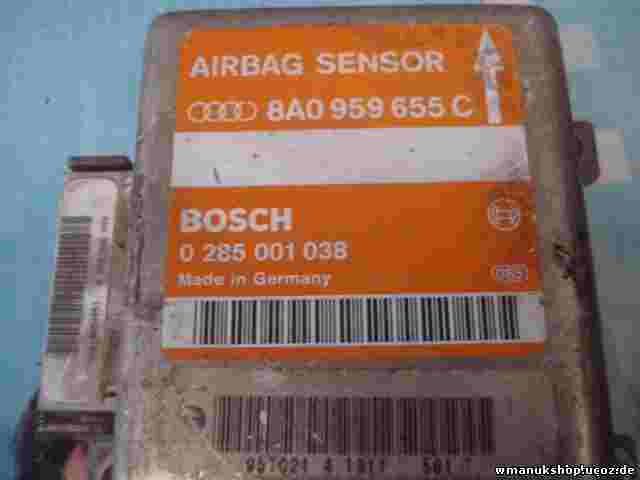 AIRBAG SENSOR
8A0 959 655 C
BOSCH
0 285 001 038
Made in Germany
wmanukshop.ucoz.de